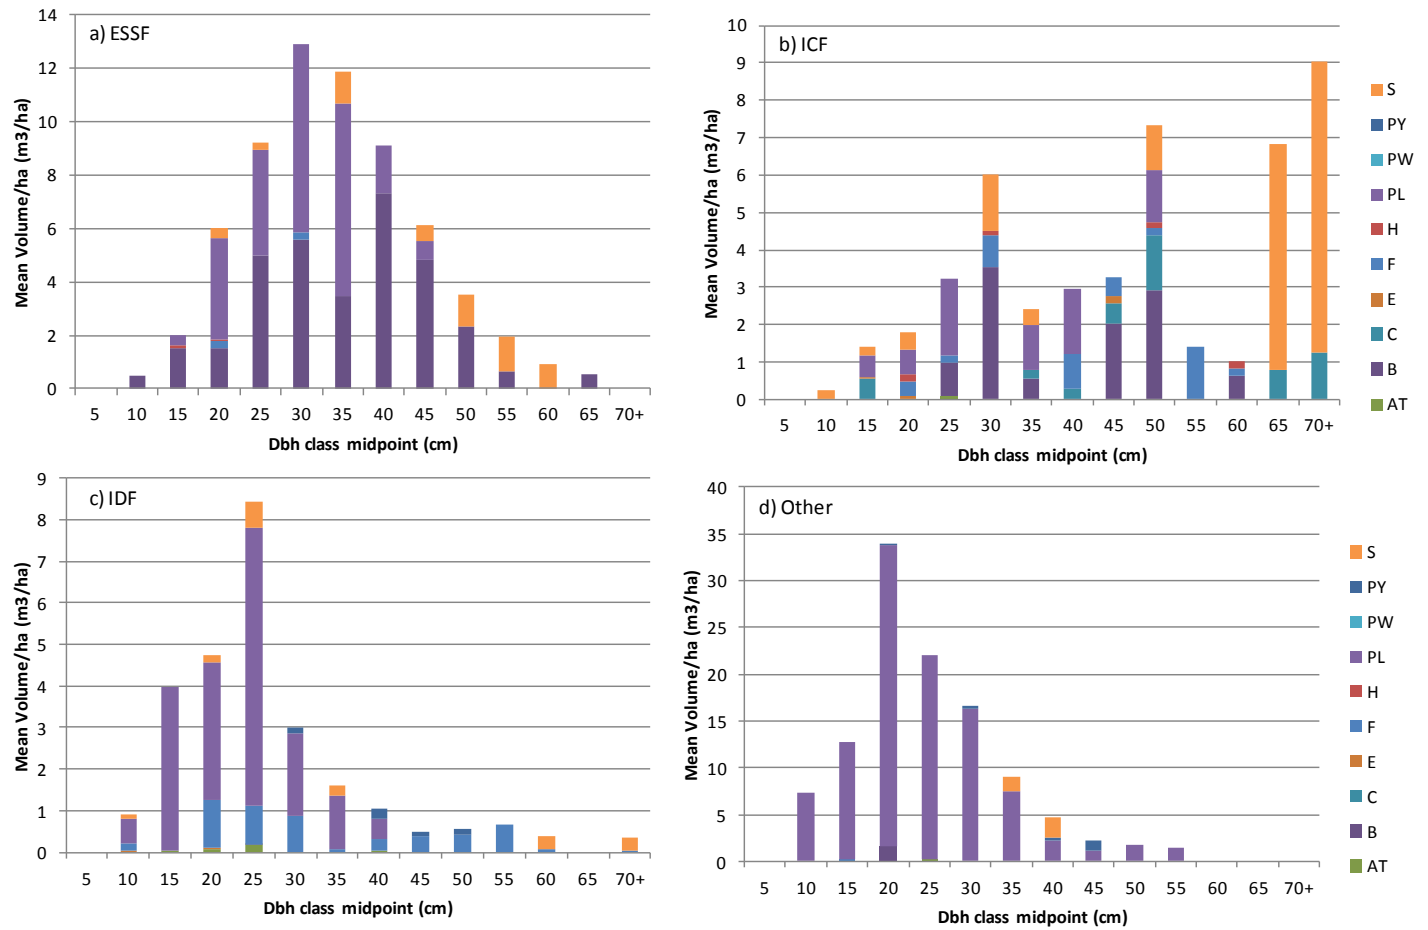 a) ESSF
Mean Volume/ha (m3/ha)
14
12
10
8
6
4
2
0
5 10 15 20 25 30 35 40 45 50 55 60 65 70+
Dbh class midpoint (cm)
b) ICF
Mean Volume/ha (m3/ha)
10
9
8
7
6
5
4
3
2
1
0
5 10 15 20 25 30 35 40 45 50 55 60 65 70+
Dbh class midpoint (cm)
S
PY
PW
PL
H
F
E
C
B
AT
c) IDF
Mean Volume/ha (m3/ha)
9
8
7
6
5
4
3
2
1
0
5 10 15 20 25 30 35 40 45 50 55 60 65 70+
Dbh class midpoint (cm)
d) Other
Mean Volume/ha (m3/ha)
40
35
30
25
20
15
10
5
0
5 10 15 20 25 30 35 40 45 50 55 60 65 70+
Dbh class midpoint (cm)
S
PY
PW
PL
H
F
E
C
B
AT